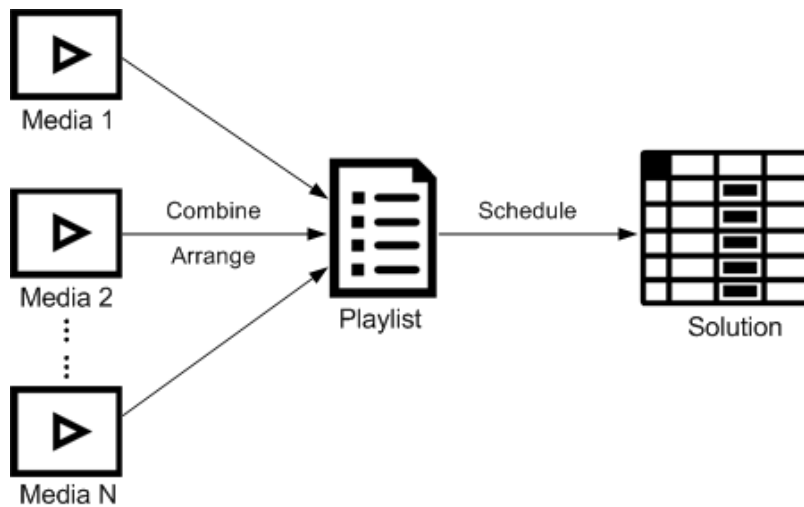 Media 1
Combine
Arrange
Media 2
Media N
Playlist
Schedule
Solution